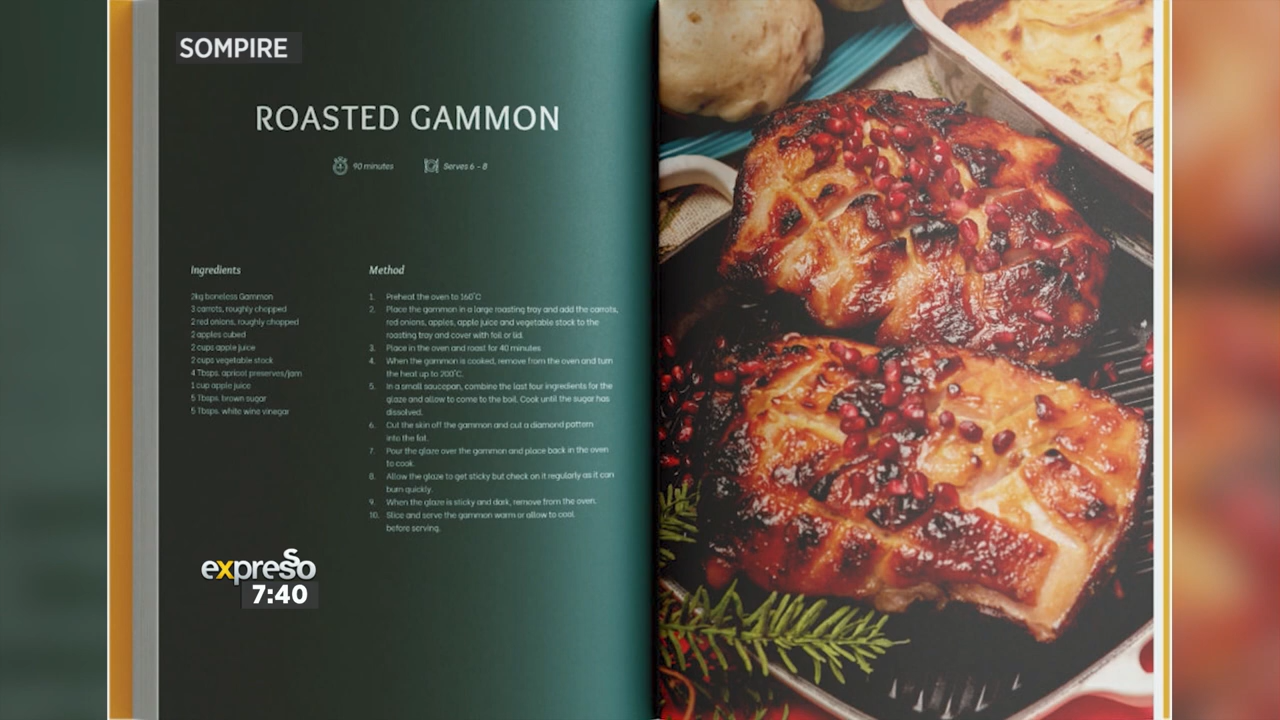 SOMPIRE
ROASTED GAMMON
90 minutes
Serves 6 - 8
Ingredients
2kg boneless Gammon
3 carrots, roughly chopped
2 red onions, roughly chopped
2 apples cubed
2 cups apple juice
2 cups vegetable stock
4 Tbsps. apricot preserves/jam
1 cup apple juice
5 Tbsps. brown sugar
5 Tbsps. white wine vinegar
Method
1. Preheat the oven to 160°C
2. Place the gammon in a large roasting tray and add the carrots,
red onions, apples, apple juice and vegetable stock to the
roasting tray and cover with foil or lid.
3. Place in the oven and roast for 40 minutes
4. When the gammon is cooked, remove from the oven and turn
the heat up to 200°C.
5. In a small saucepan, combine the last four ingredients for the
glaze and allow to come to the boil. Cook until the sugar has
dissolved.
6. Cut the skin off the gammon and cut a diamond pattern
into the fat.
7. Pour the glaze over the gammon and place back in the oven
to cook.
8. Allow the glaze to get sticky but check on it regularly as it can
burn quickly.
9. When the glaze is sticky and dark, remove from the oven.
10. Slice and serve the gammon warm or allow to cool
before serving.
expresso
7:40